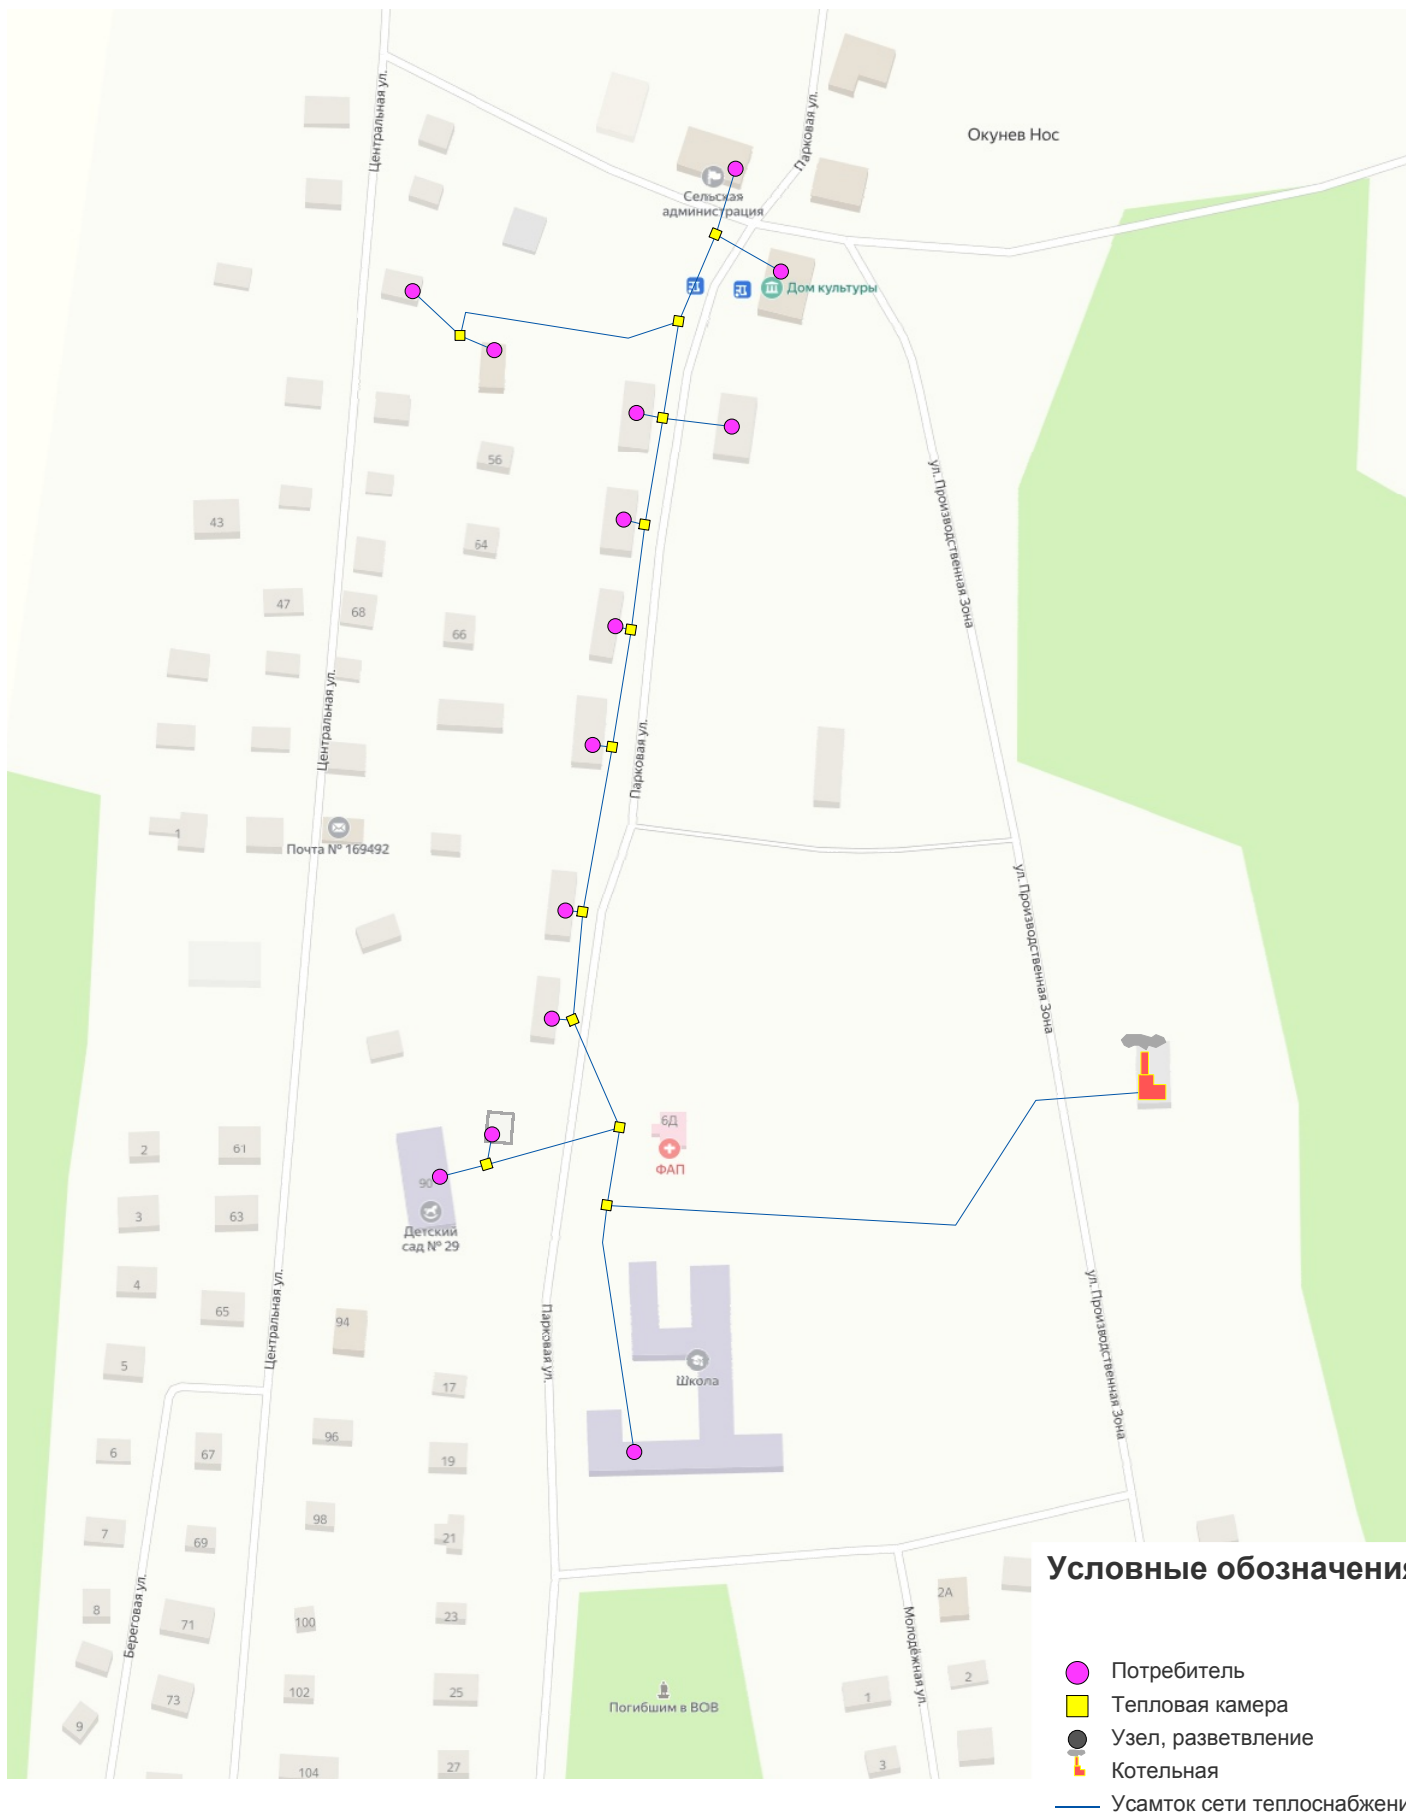 Центральная ул.
Парковая ул.
Окунев Нос
Сельская
администрация
Дом культуры
56
43
64
ул. Производственная Зона
47
68
66
Центральная ул.
Парковая ул.
1
Почта № 169492
ул. Производственная Зона
6Д
ФАП
2
61
90
3
63
Детский
сад № 29
4
65
Центральная ул.
94
ул. Производственная Зона
Парковая ул.
5
Школа
17
6
67
96
19
7
69
98
21
Условные обозначения
8
71
Береговая ул.
100
23
2А
Молодёжная ул.
Потребитель
73
102
25
1
2
9
Погибшим в ВОВ
Тепловая камера
Узел, разветвление
104
27
3
Котельная
Усамток сети теплоснабжени